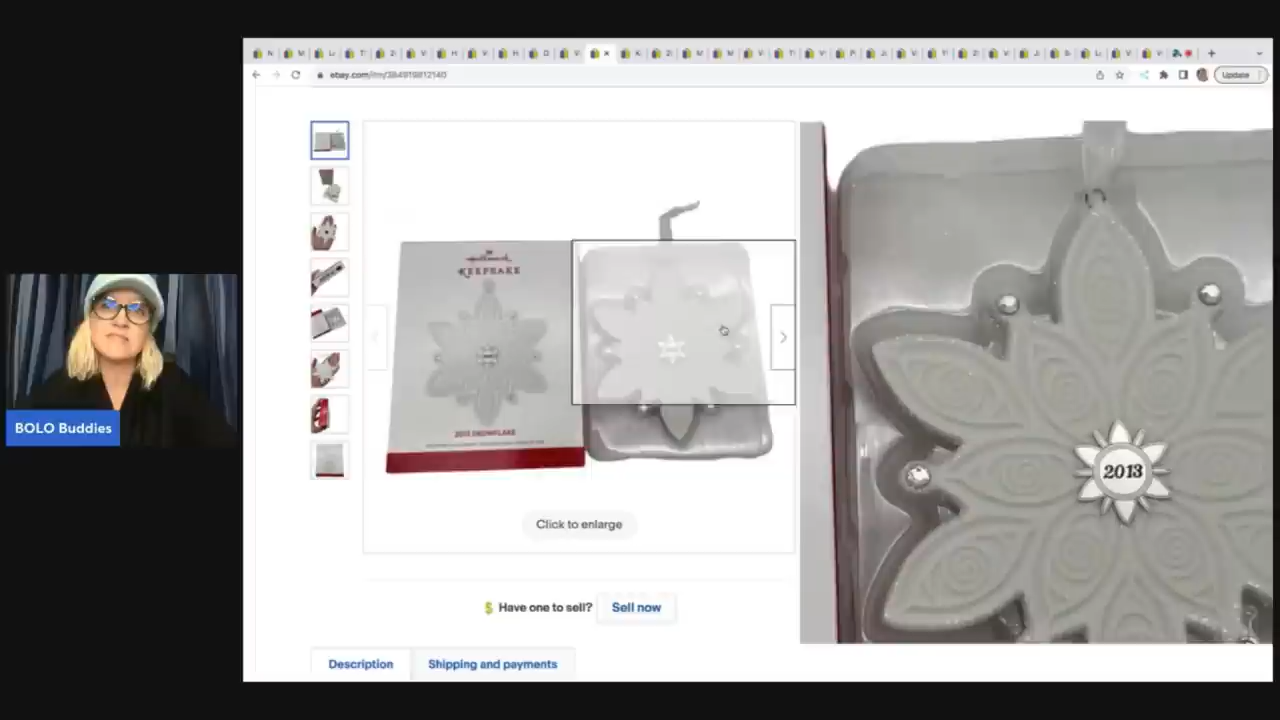 ebay.com/itm/384919812140
Update
Hallmark
KEEPSAKE
2013 SNOWFLAKE
2013
Click to enlarge
$ Have one to sell?
Sell now
Description
Shipping and payments
BOLO Buddies